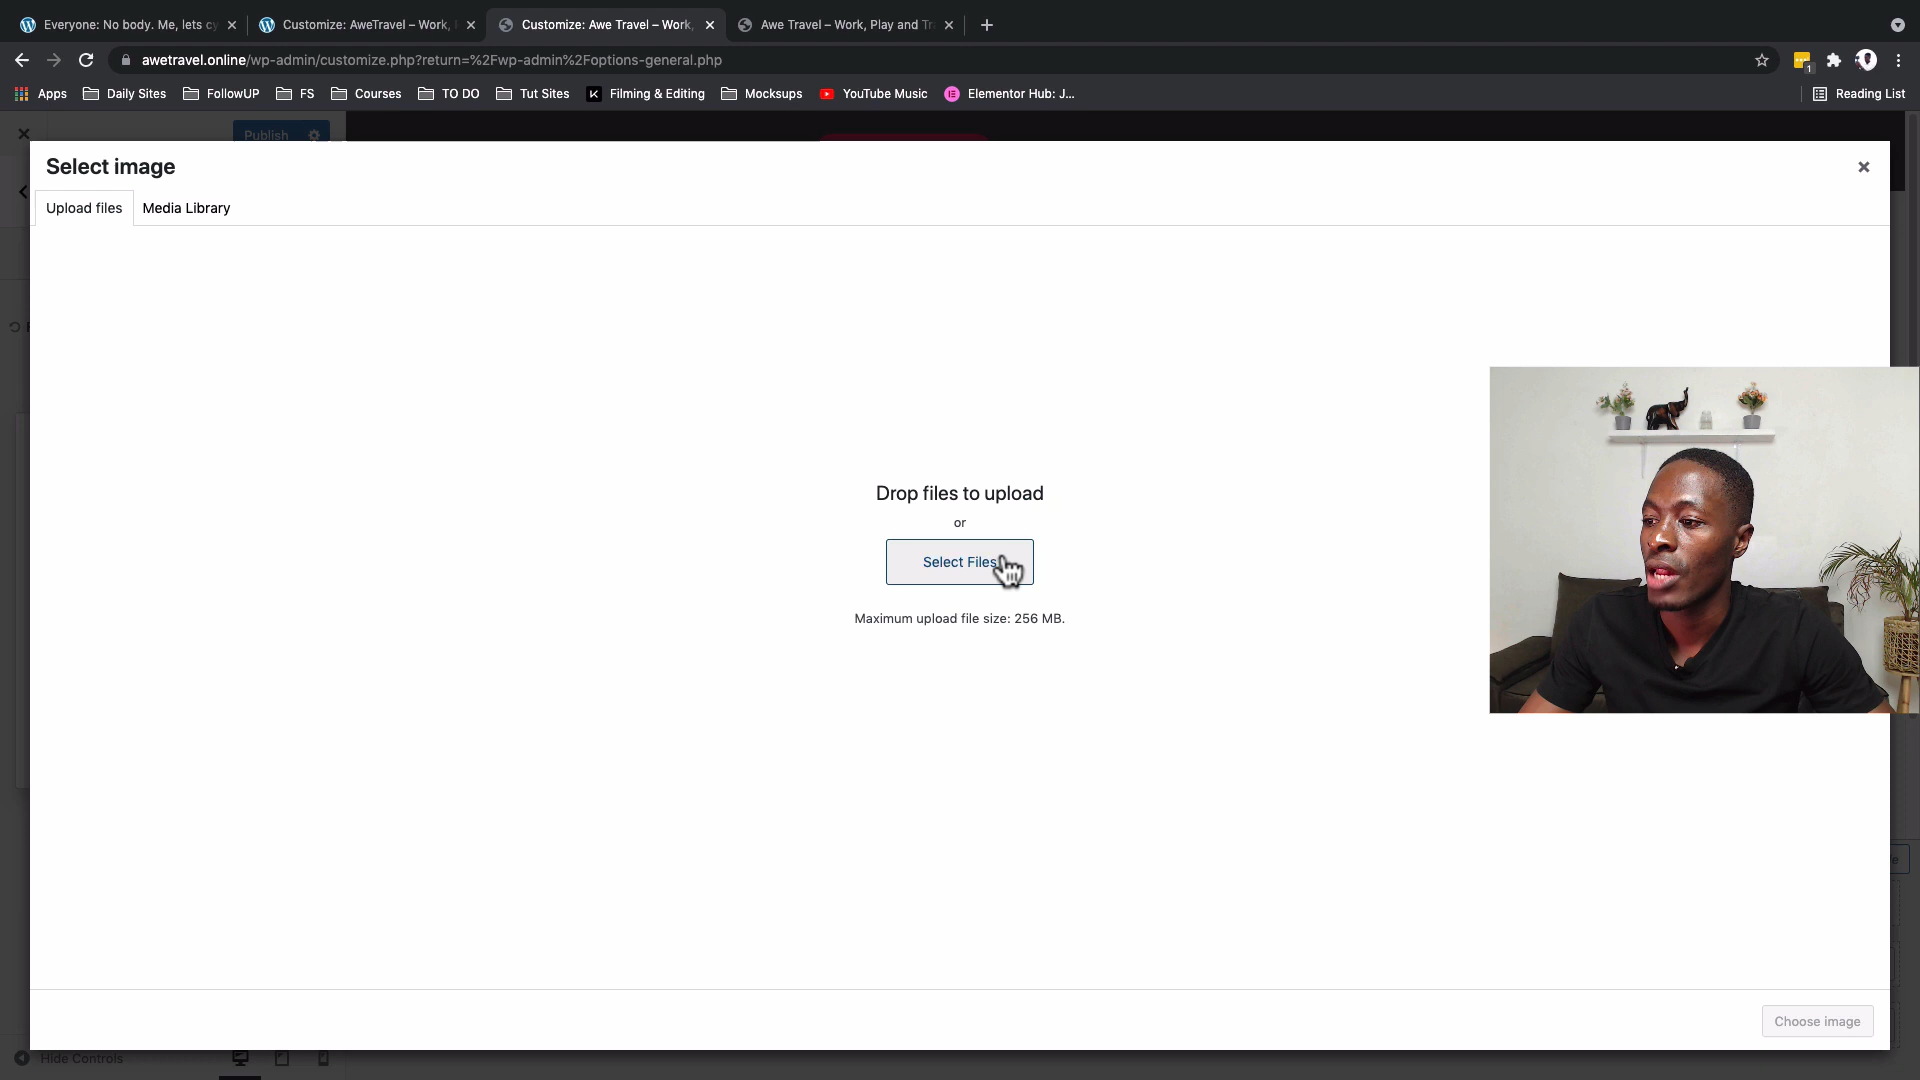 Everyone: No body. Me, lets cy
Customize: AweTravel – Work,
Customize: Awe Travel – Work,
Awe Travel – Work, Play and Tr
awetravel.online/wp-admin/customize.php?return=%2Fwp-admin%2Foptions-general.php
1
Apps
Daily Sites
FollowUP
FS
Courses
TO DO
Tut Sites
Filming & Editing
Mocksups
YouTube Music
Elementor Hub: J...
Reading List
Publish
Select image
Upload files
Media Library
Drop files to upload
or
Select Files
Maximum upload file size: 256 MB.
Choose image
Hide Controls